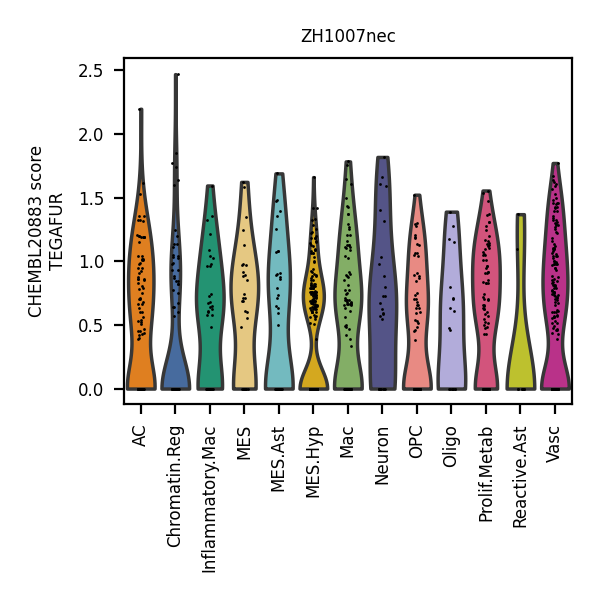 ZH1007nec
CHEMBL20883 score
TEGAFUR
2.5
2.0
1.5
1.0
0.5
0.0
AC
Chromatin.Reg
Inflammatory.Mac
MES
MES.Ast
MES.Hyp
Mac
Neuron
OPC
Oligo
Prolif.Metab
Reactive.Ast
Vasc